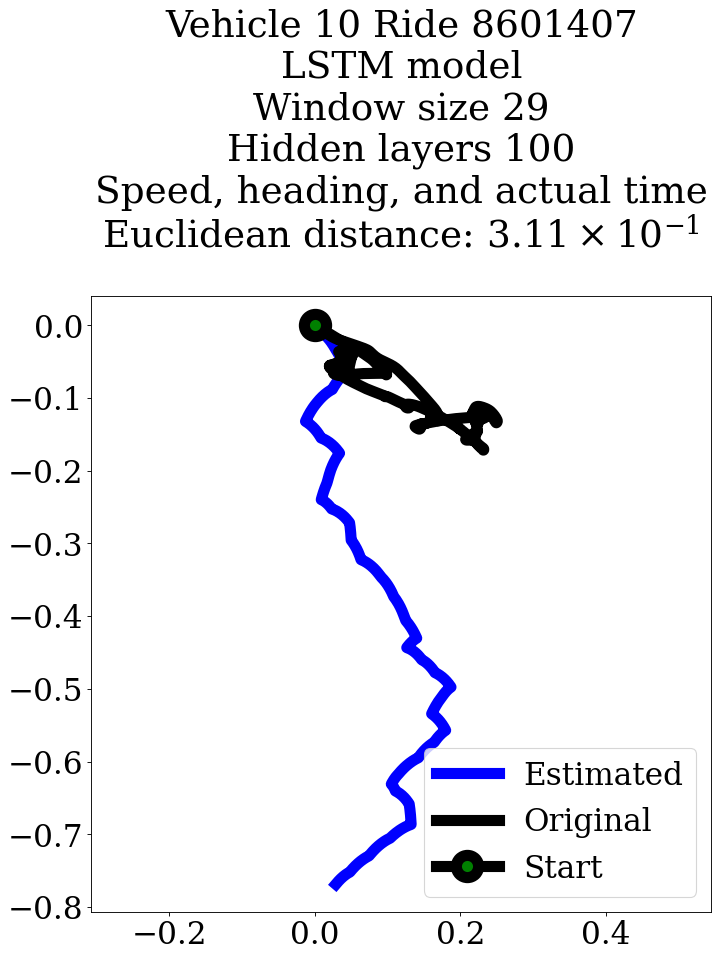 Vehicle 10 Ride 8601407
LSTM model
Window size 29
Hidden layers 100
Speed, heading, and actual time
Euclidean distance: 3.11 × 10⁻¹
0.0
−0.1
−0.2
−0.3
−0.4
−0.5
−0.6
−0.7
−0.8
−0.2 0.0 0.2 0.4
Estimated
Original
Start